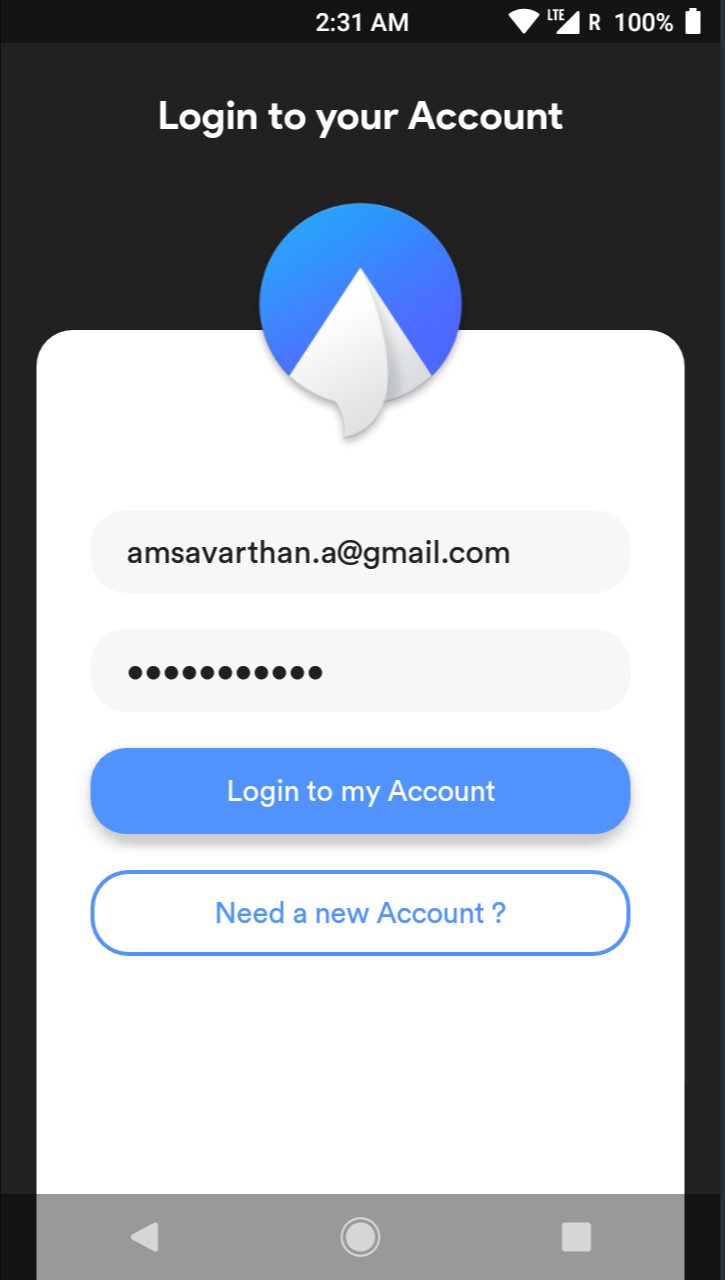 2:31 AM LTE R 100%
Login to your Account
amsavarthan.a@gmail.com
●●●●●●●●●●●
Login to my Account
Need a new Account ?